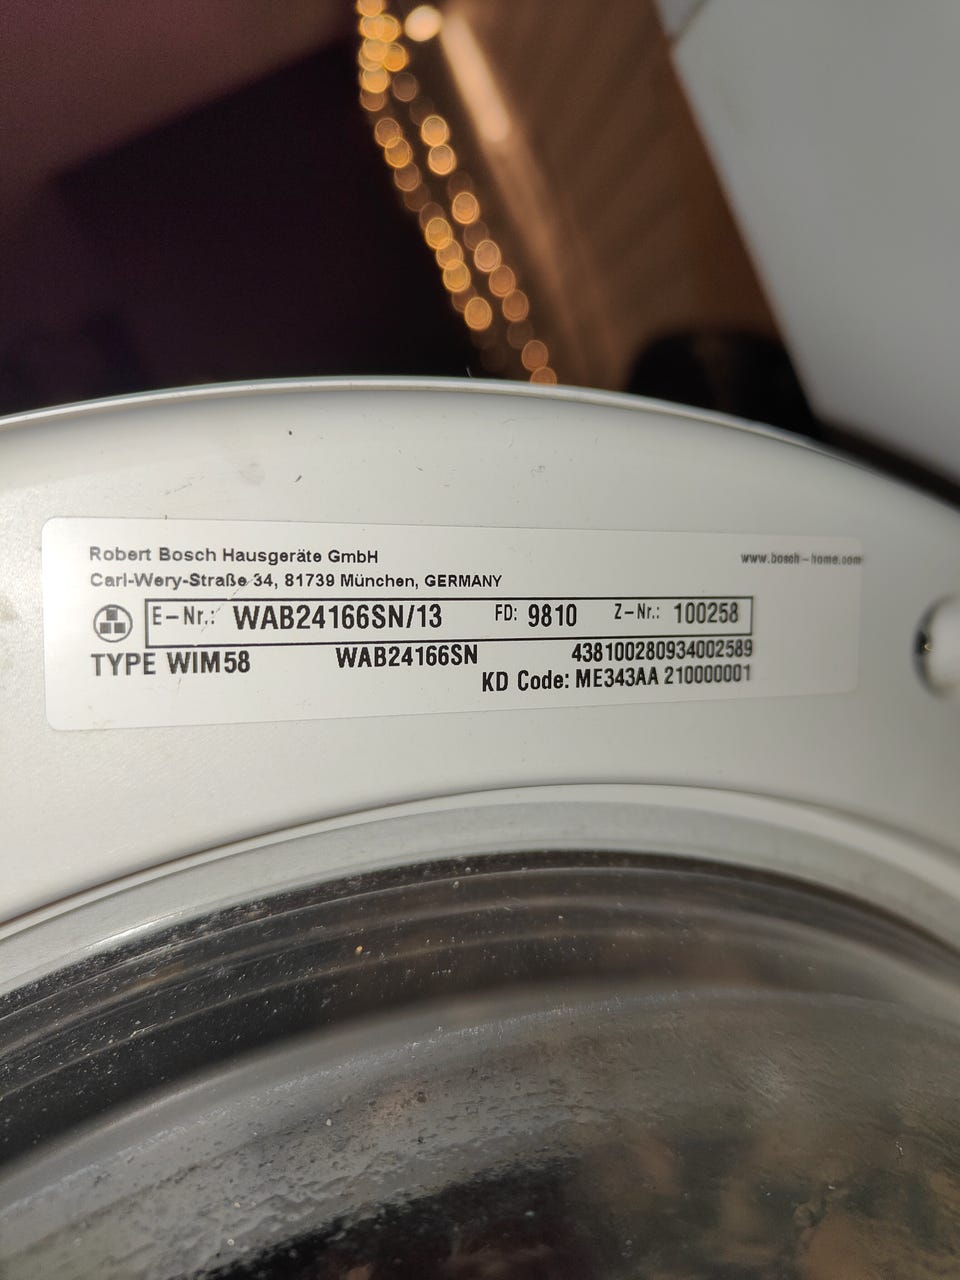 Robert Bosch Hausgeräte GmbH
www.bosch-home.com
Carl-Wery-Straße 34, 81739 München, GERMANY
E-Nr.: WAB24166SN/13 FD: 9810 Z-Nr.: 100258
TYPE WIM58 WAB24166SN 438100280934002589
KD Code: ME343AA 210000001